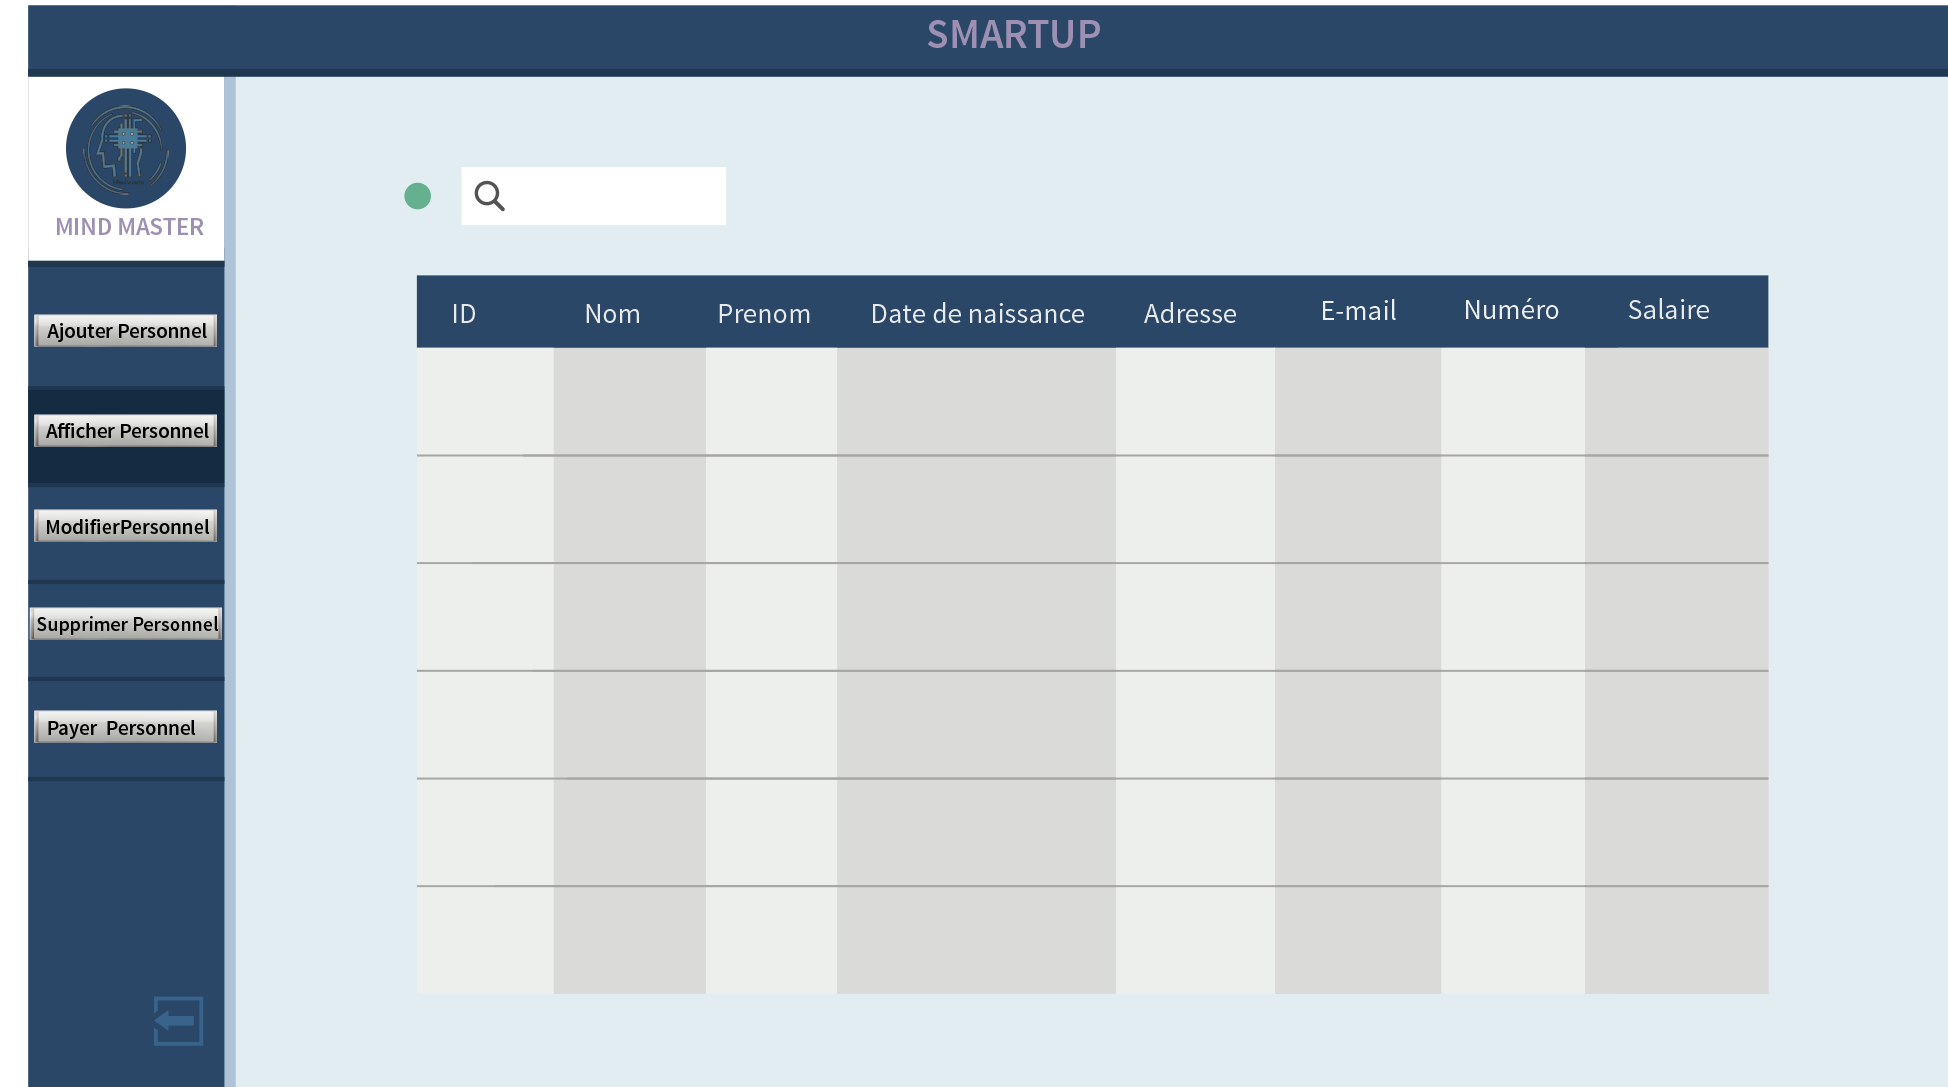 SMARTUP
MIND MASTER
Ajouter Personnel
Afficher Personnel
ModifierPersonnel
Supprimer Personnel
Payer Personnel
ID Nom Prenom Date de naissance Adresse E-mail Numéro Salaire